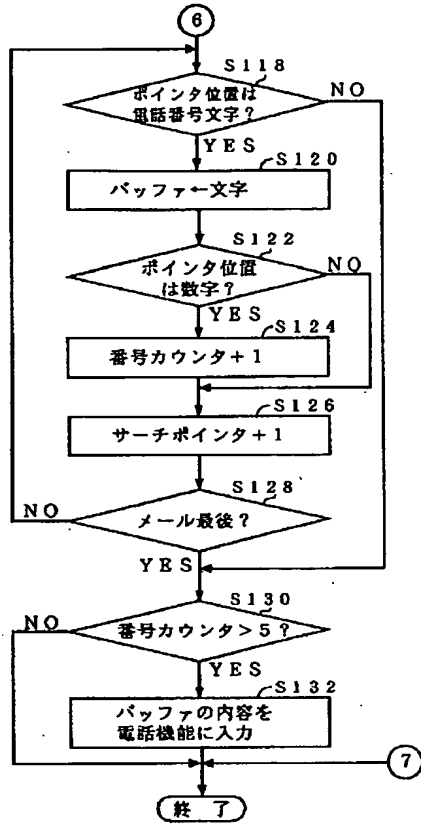 6
S118
ポインタ位置は
電話番号文字?
NO
YES
S120
バッファ←文字
S122
ポインタ位置
は数字?
NO
YES
S124
番号カウンタ+1
S126
サーチポインタ+1
S128
NO
メール最後?
YES
S130
NO
番号カウンタ>5?
YES
S132
バッファの内容を
電話機能に入力
7
終了